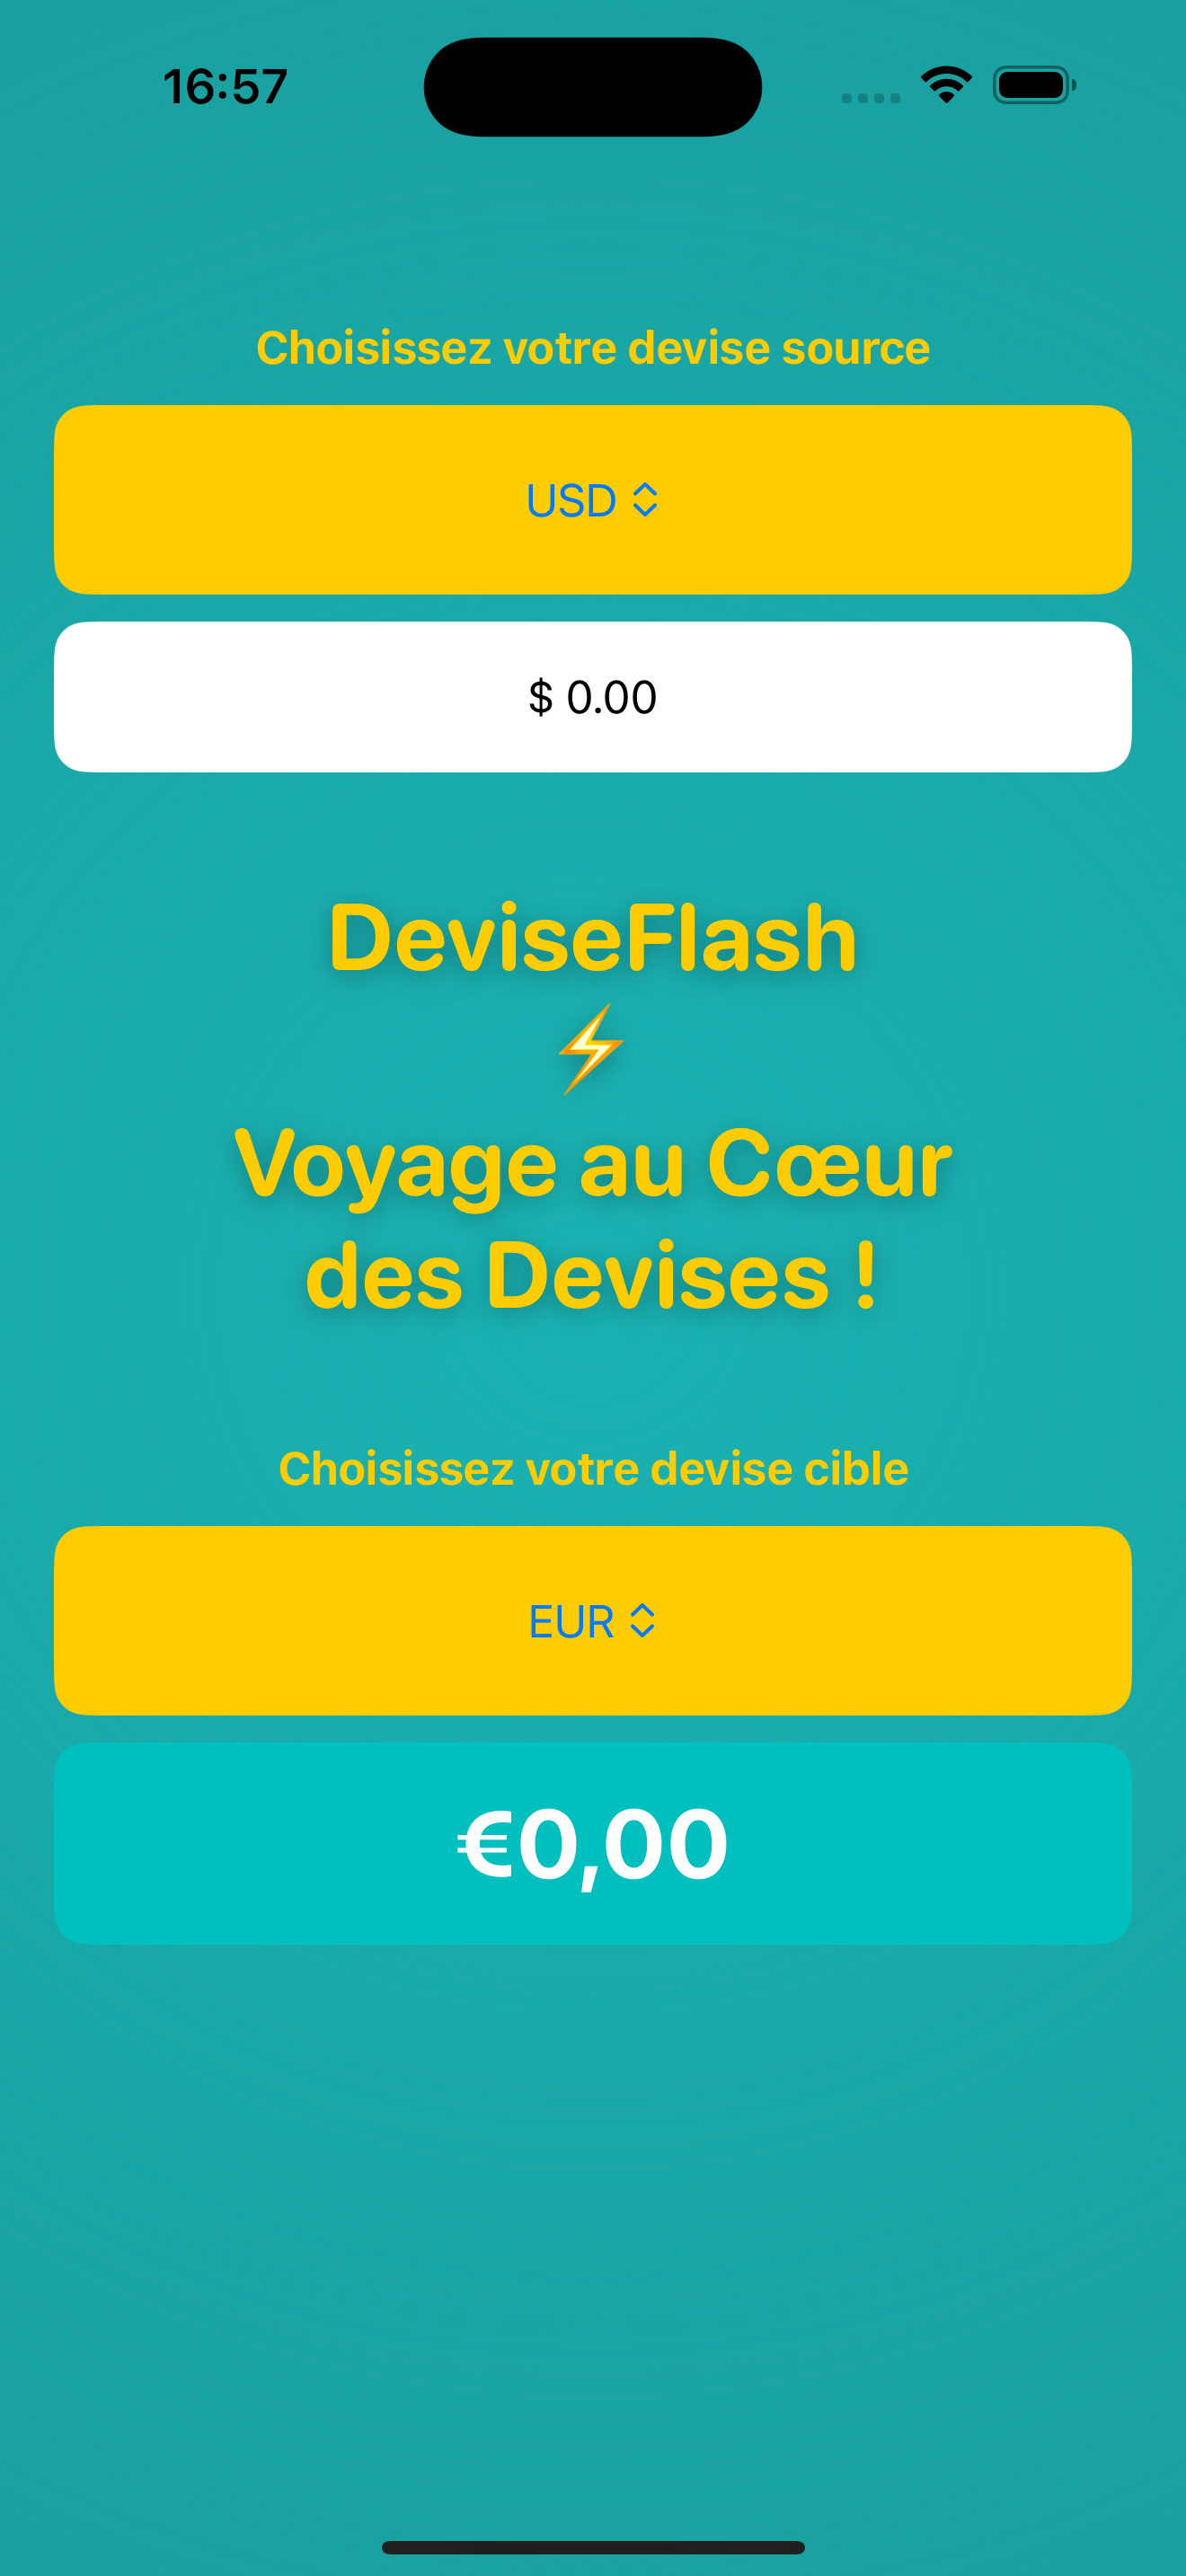 16:57
Choisissez votre devise source
USD
$ 0.00
DeviseFlash
⚡
Voyage au Cœur
des Devises !
Choisissez votre devise cible
EUR
€0,00